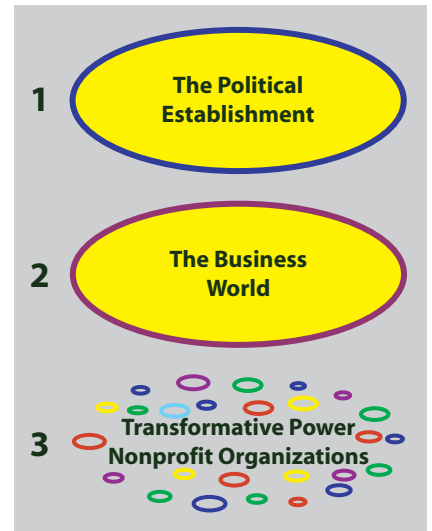 1
The Political
Establishment
2
The Business
World
3
Transformative Power
Nonprofit Organizations